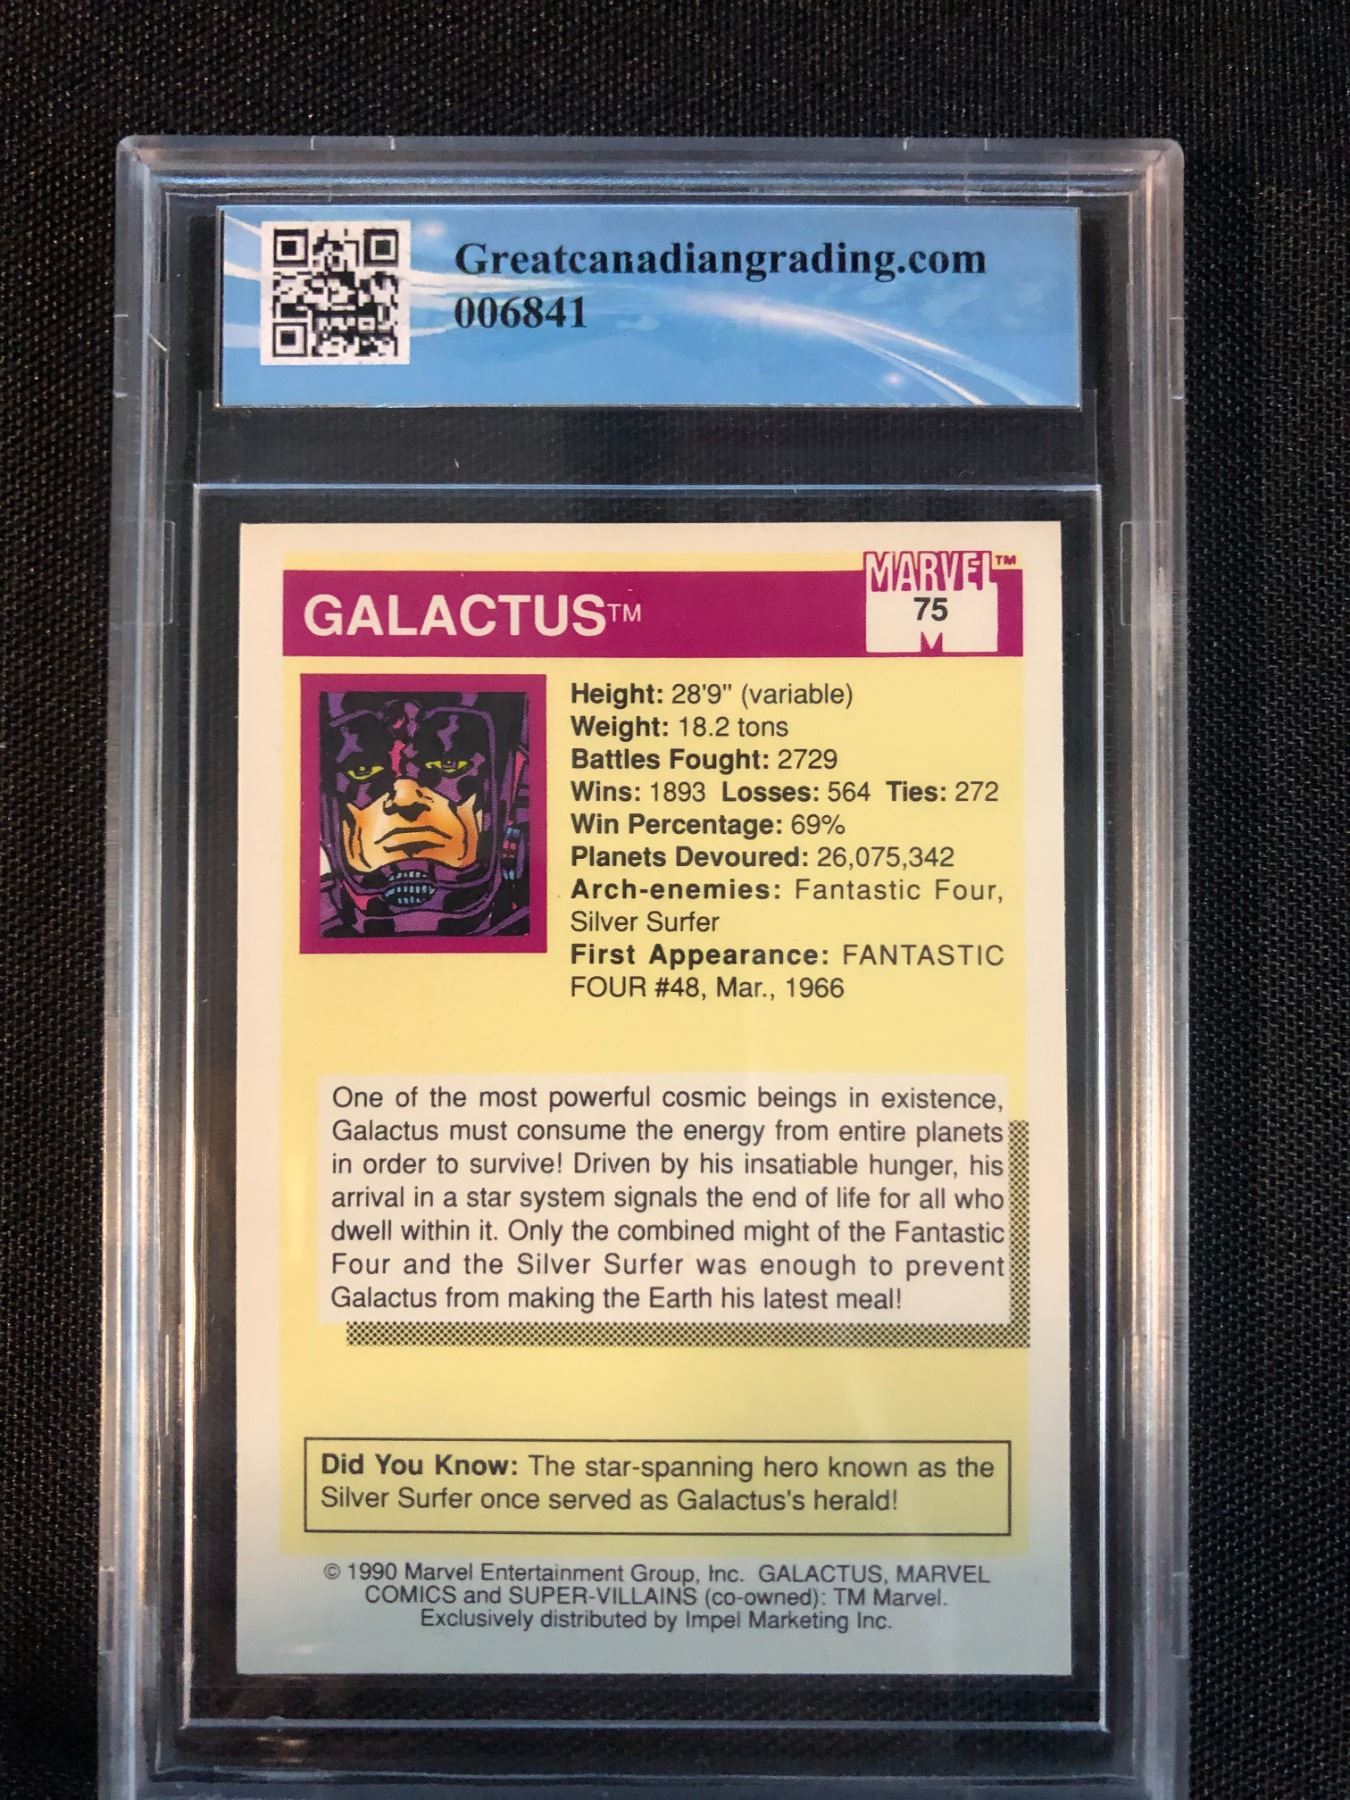 Greatcanadiangrading.com
006841
MARVEL™
75
GALACTUS™
Height: 28'9" (variable)
Weight: 18.2 tons
Battles Fought: 2729
Wins: 1893 Losses: 564 Ties: 272
Win Percentage: 69%
Planets Devoured: 26,075,342
Arch-enemies: Fantastic Four,
Silver Surfer
First Appearance: FANTASTIC
FOUR #48, Mar., 1966
One of the most powerful cosmic beings in existence,
Galactus must consume the energy from entire planets
in order to survive! Driven by his insatiable hunger, his
arrival in a star system signals the end of life for all who
dwell within it. Only the combined might of the Fantastic
Four and the Silver Surfer was enough to prevent
Galactus from making the Earth his latest meal!
Did You Know: The star-spanning hero known as the
Silver Surfer once served as Galactus's herald!
© 1990 Marvel Entertainment Group, Inc. GALACTUS, MARVEL
COMICS and SUPER-VILLAINS (co-owned): TM Marvel.
Exclusively distributed by Impel Marketing Inc.